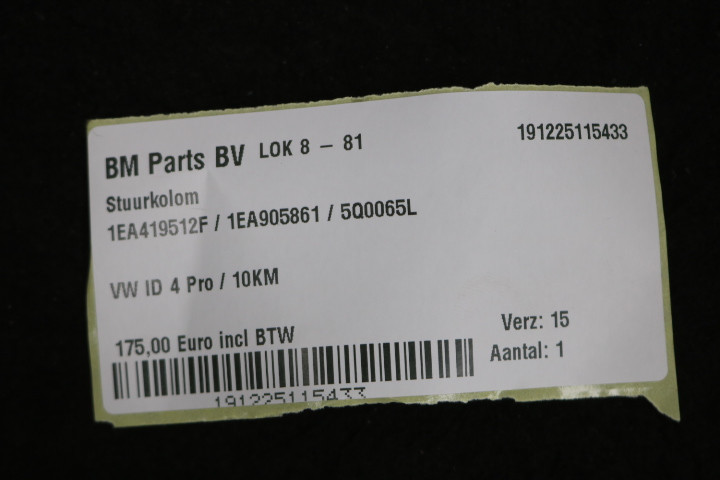 BM Parts BV LOK 8 – 81 191225115433
Stuurkolom
1EA419512F / 1EA905861 / 5Q0065L
VW ID 4 Pro / 10KM
175,00 Euro incl BTW
Verz: 15
Aantal: 1
191225115433